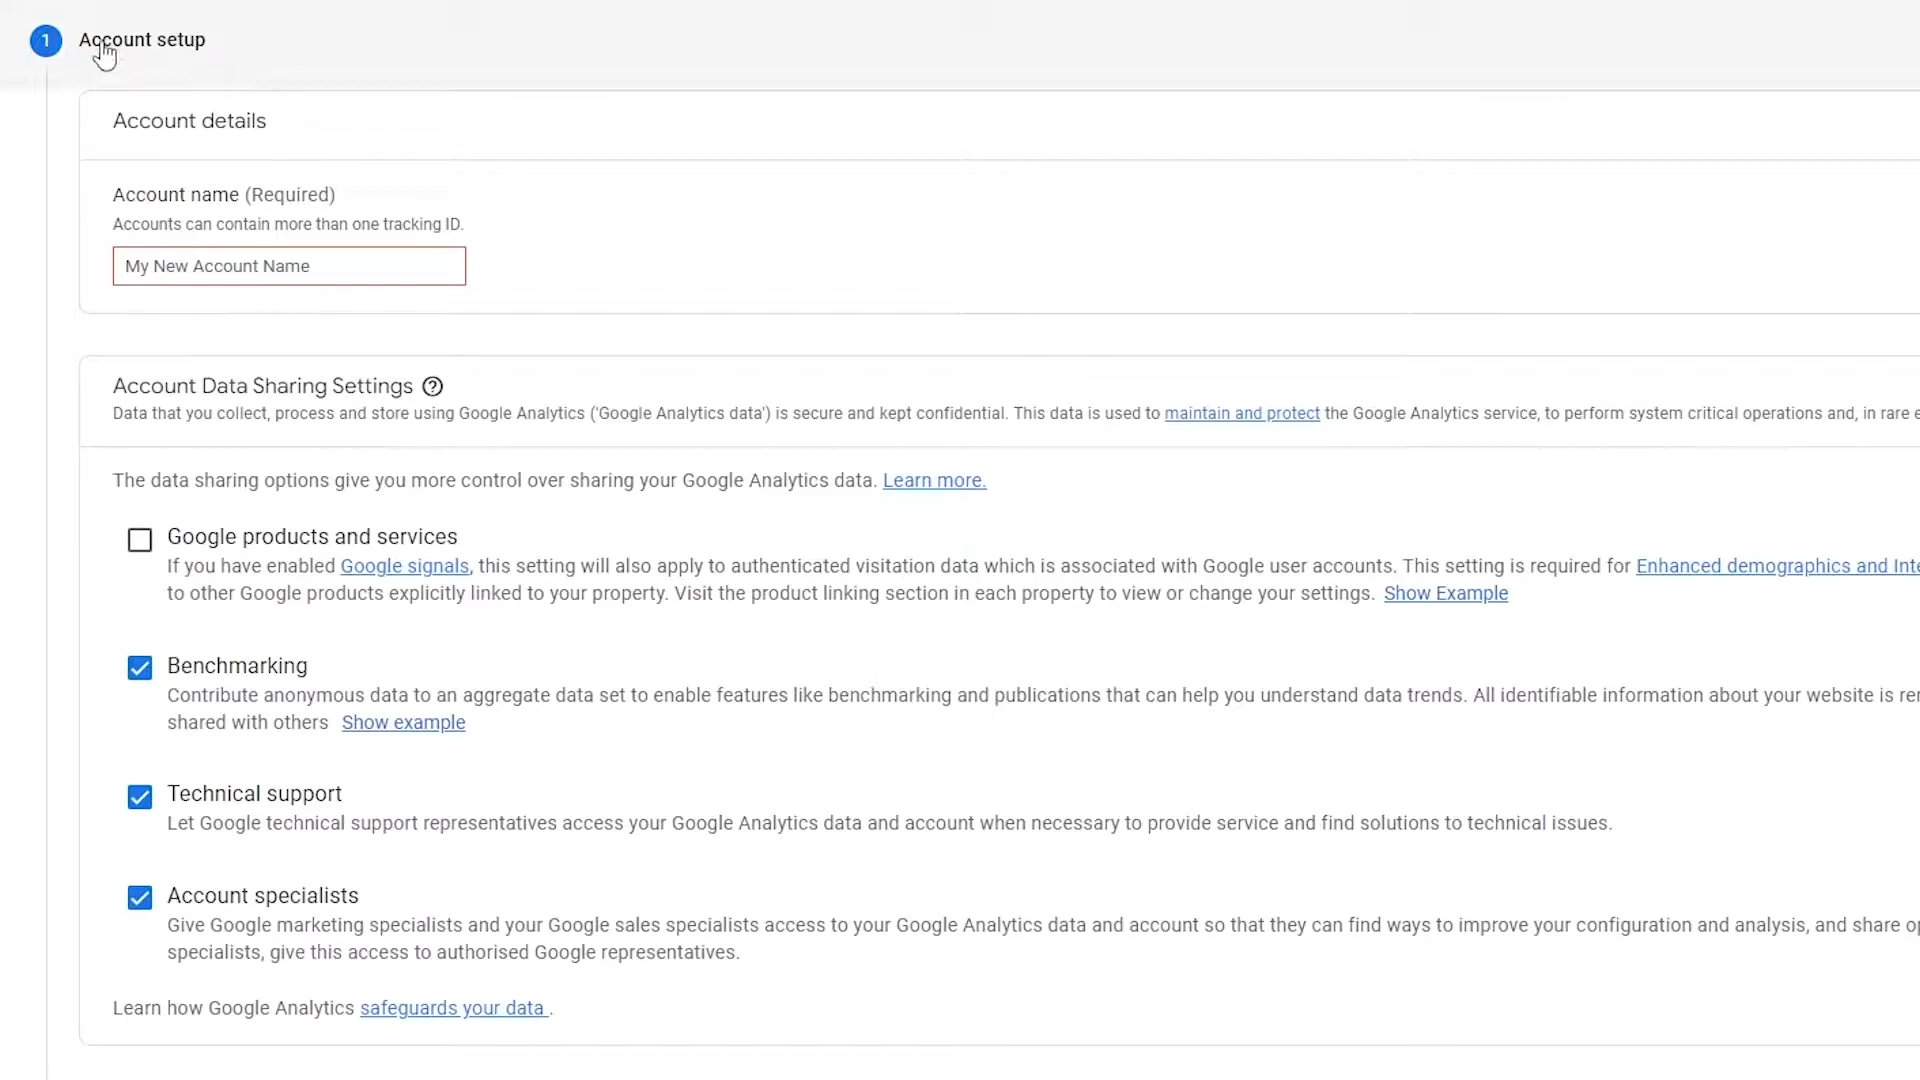 1 Account setup
Account details
Account name (Required)
Accounts can contain more than one tracking ID.
My New Account Name
Account Data Sharing Settings
Data that you collect, process and store using Google Analytics ('Google Analytics data') is secure and kept confidential. This data is used to maintain and protect the Google Analytics service, to perform system critical operations and, in rare
The data sharing options give you more control over sharing your Google Analytics data. Learn more.
Google products and services
If you have enabled Google signals, this setting will also apply to authenticated visitation data which is associated with Google user accounts. This setting is required for Enhanced demographics and
to other Google products explicitly linked to your property. Visit the product linking section in each property to view or change your settings. Show Example
Benchmarking
Contribute anonymous data to an aggregate data set to enable features like benchmarking and publications that can help you understand data trends. All identifiable information about your website is
shared with others Show example
Technical support
Let Google technical support representatives access your Google Analytics data and account when necessary to provide service and find solutions to technical issues.
Account specialists
Give Google marketing specialists and your Google sales specialists access to your Google Analytics data and account so that they can find ways to improve your configuration and analysis, and share
specialists, give this access to authorised Google representatives.
Learn how Google Analytics safeguards your data .